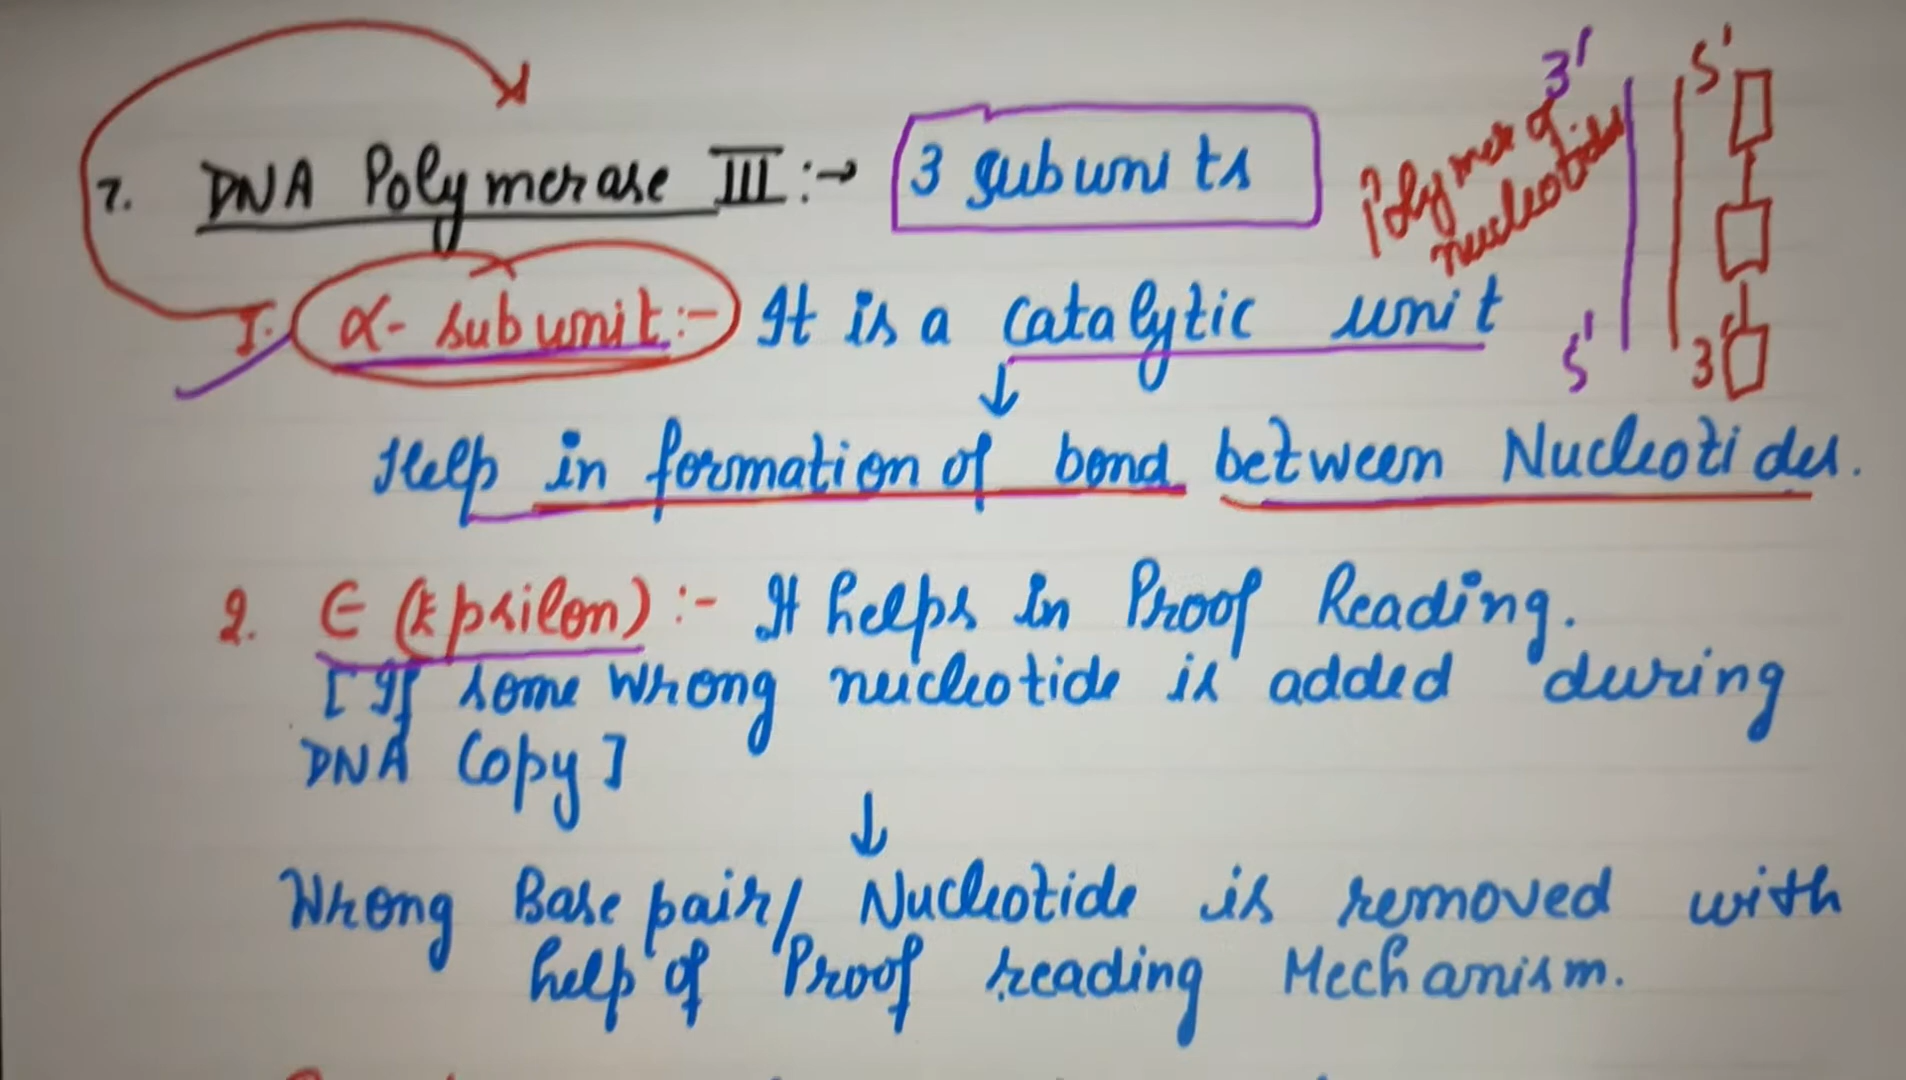 7. DNA Polymerase III :→ 3 subunits
3'
5'
Polymer of
nucleotides
I. α- subunit :- It is a catalytic unit
5'
3
↓
Help in formation of bond between Nucleotides.
2. ∈ (Epsilon) :- It helps in Proof Reading.
[If some wrong nucleotide is added during
DNA Copy]
↓
Wrong Base pair/ Nucleotide is removed with
help of Proof reading Mechanism.